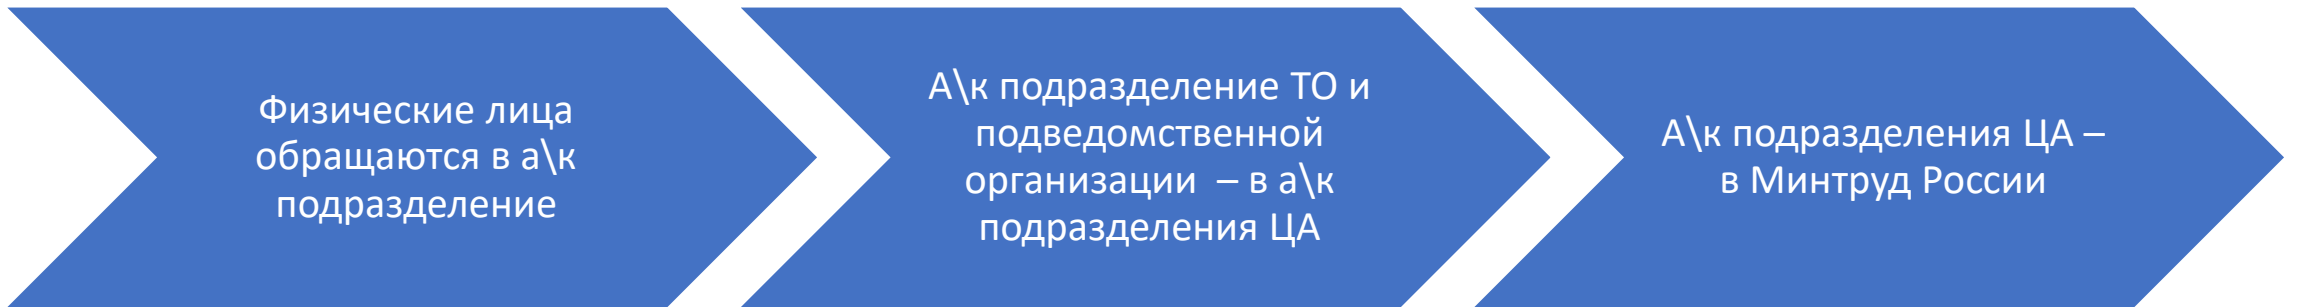 Физические лица
обращаются в а\к
подразделение
А\к подразделение ТО и
подведомственной
организации – в а\к
подразделения ЦА
А\к подразделения ЦА –
в Минтруд России